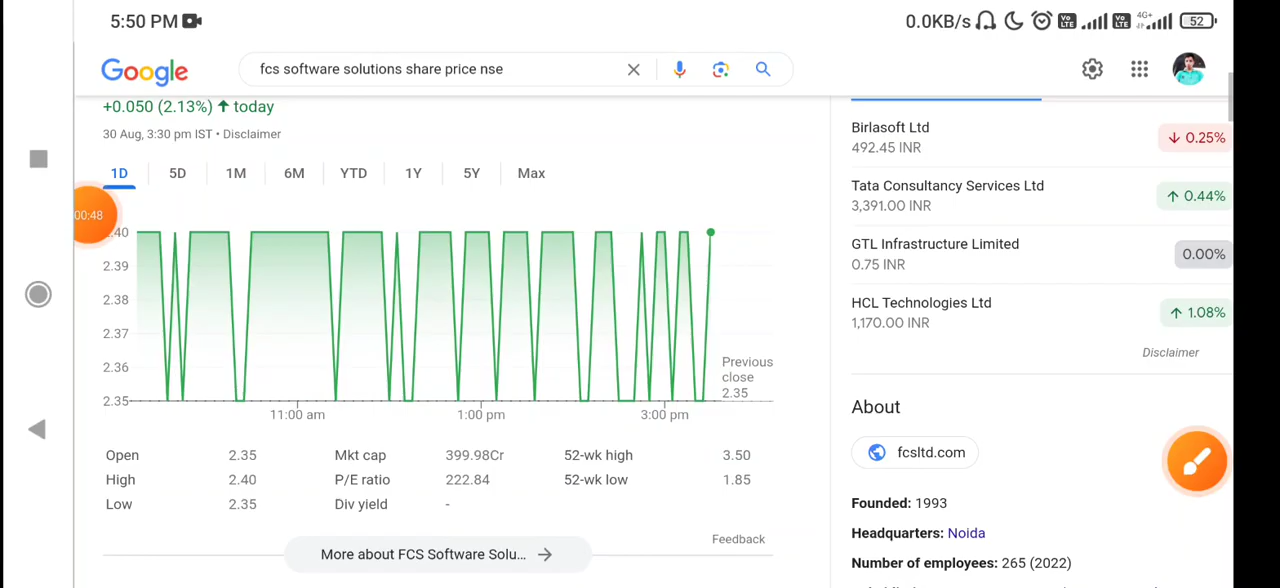 5:50 PM
0.0KB/s
Vo LTE
Vo LTE
4G+
52
Google
fcs software solutions share price nse
+0.050 (2.13%) ↑ today
30 Aug, 3:30 pm IST • Disclaimer
1D 5D 1M 6M YTD 1Y 5Y Max
00:48
.40
2.39
2.38
2.37
2.36
2.35
Previous
close
2.35
11:00 am 1:00 pm 3:00 pm
Open 2.35 Mkt cap 399.98Cr 52-wk high 3.50
High 2.40 P/E ratio 222.84 52-wk low 1.85
Low 2.35 Div yield -
Feedback
More about FCS Software Solu... →
Birlasoft Ltd
492.45 INR
↓ 0.25%
Tata Consultancy Services Ltd
3,391.00 INR
↑ 0.44%
GTL Infrastructure Limited
0.75 INR
0.00%
HCL Technologies Ltd
1,170.00 INR
↑ 1.08%
Disclaimer
About
fcsltd.com
Founded: 1993
Headquarters: Noida
Number of employees: 265 (2022)